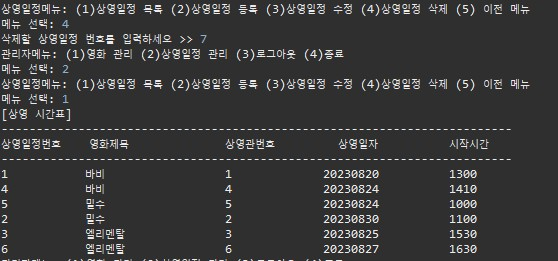 상영일정메뉴: (1)상영일정 목록 (2)상영일정 등록 (3)상영일정 수정 (4)상영일정 삭제 (5) 이전 메뉴
메뉴 선택: 4
삭제할 상영일정 번호를 입력하세요 >> 7
관리자메뉴: (1)영화 관리 (2)상영일정 관리 (3)로그아웃 (4)종료
메뉴 선택: 2
상영일정메뉴: (1)상영일정 목록 (2)상영일정 등록 (3)상영일정 수정 (4)상영일정 삭제 (5) 이전 메뉴
메뉴 선택: 1
[상영 시간표]
상영일정번호 영화제목 상영관번호 상영일자 시작시간
1 바비 1 20230820 1300
4 바비 4 20230824 1410
5 밀수 5 20230824 1000
2 밀수 2 20230830 1100
3 엘리멘탈 3 20230825 1530
6 엘리멘탈 6 20230827 1630